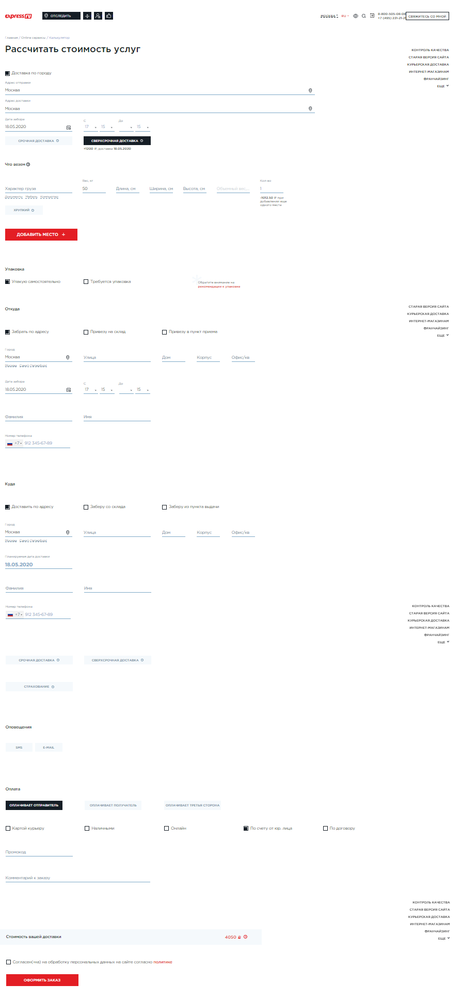 express.ru
ОТСЛЕДИТЬ
МОСКВА
RU
8-800-505-08-08
+7 (495) 231-21-21
СВЯЖИТЕСЬ СО МНОЙ
Главная / Online сервисы / Калькулятор
Рассчитать стоимость услуг
КОНТРОЛЬ КАЧЕСТВА
СТАРАЯ ВЕРСИЯ САЙТА
КУРЬЕРСКАЯ ДОСТАВКА
ИНТЕРНЕТ-МАГАЗИНАМ
ФРАНЧАЙЗИНГ
ЕЩЕ
Доставка по городу
Адрес отправки
Москва
Адрес доставки
Москва
Дата забора
С
До
18.05.2020
17
15
15
СРОЧНАЯ ДОСТАВКА
СВЕРХСРОЧНАЯ ДОСТАВКА
+1200 ₽, доставка 18.05.2020
Что везем
Вес, кг
Кол-во
Характер груза
50
Длина, см
Ширина, см
Высота, см
Объемный вес,...
1
Документы Мебель Компьютер
-1012.50 ₽ при
добавлении еще
одного места
ХРУПКИЙ
ДОБАВИТЬ МЕСТО +
Упаковка
Упакую самостоятельно
Требуется упаковка
Обратите внимание на
рекомендации к упаковке
Откуда
СТАРАЯ ВЕРСИЯ САЙТА
КУРЬЕРСКАЯ ДОСТАВКА
ИНТЕРНЕТ-МАГАЗИНАМ
ФРАНЧАЙЗИНГ
ЕЩЕ
Забрать по адресу
Привезу на склад
Привезу в пункт приема
Город
Москва
Улица
Дом
Корпус
Офис/кв
Москва Санкт-Петербург
Дата забора
С
До
18.05.2020
17
15
15
Фамилия
Имя
Номер телефона
+7
912 345-67-89
Куда
Доставить по адресу
Заберу со склада
Заберу из пункта выдачи
Город
Москва
Улица
Дом
Корпус
Офис/кв
Москва Санкт-Петербург
Планируемая дата доставки
18.05.2020
Фамилия
Имя
Номер телефона
+7
912 345-67-89
КОНТРОЛЬ КАЧЕСТВА
СТАРАЯ ВЕРСИЯ САЙТА
КУРЬЕРСКАЯ ДОСТАВКА
ИНТЕРНЕТ-МАГАЗИНАМ
ФРАНЧАЙЗИНГ
ЕЩЕ
СРОЧНАЯ ДОСТАВКА
СВЕРХСРОЧНАЯ ДОСТАВКА
СТРАХОВАНИЕ
Оповещения
SMS
E-MAIL
Оплата
ОПЛАЧИВАЕТ ОТПРАВИТЕЛЬ
ОПЛАЧИВАЕТ ПОЛУЧАТЕЛЬ
ОПЛАЧИВАЕТ ТРЕТЬЯ СТОРОНА
Картой курьеру
Наличными
Онлайн
По счету от юр. лица
По договору
Промокод
Комментарий к заказу
КОНТРОЛЬ КАЧЕСТВА
СТАРАЯ ВЕРСИЯ САЙТА
КУРЬЕРСКАЯ ДОСТАВКА
ИНТЕРНЕТ-МАГАЗИНАМ
ФРАНЧАЙЗИНГ
ЕЩЕ
Стоимость вашей доставки
4050 ₽
Согласен(-на) на обработку персональных данных на сайте согласно политике
ОФОРМИТЬ ЗАКАЗ